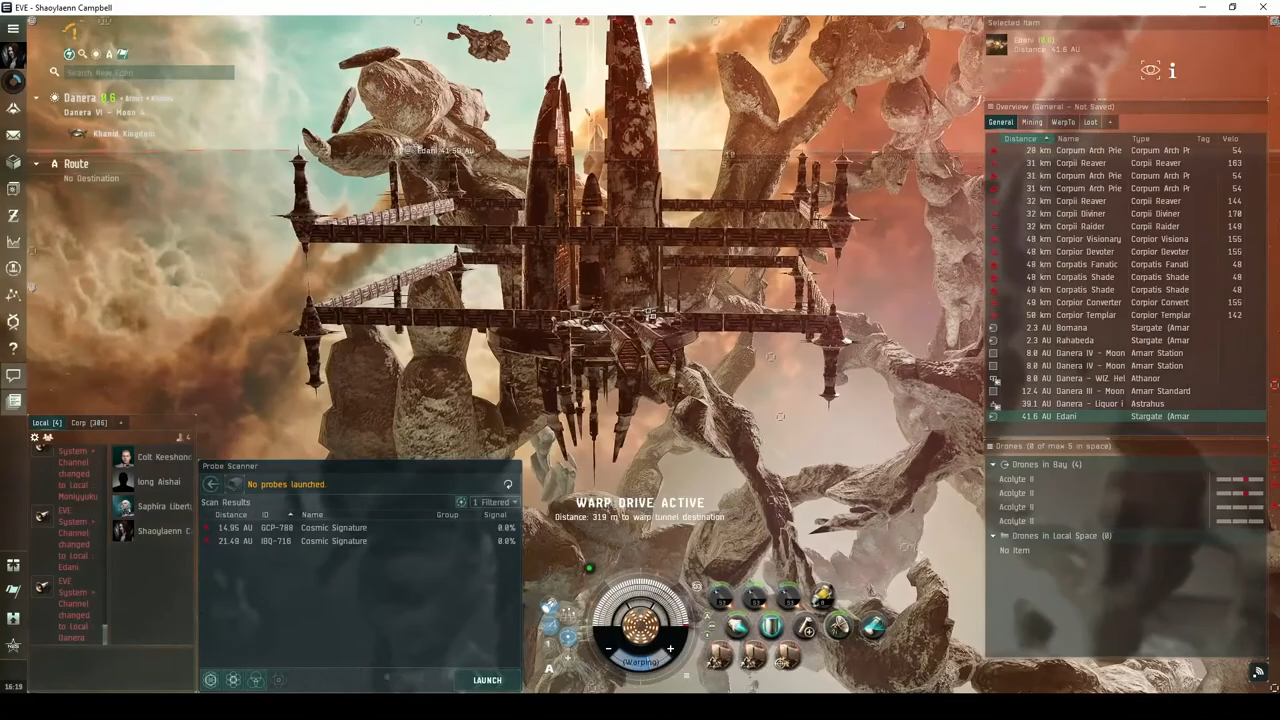 EVE - Shaoylaenn Campbell
Search New Eden
Danera 0.6
Danera VI - Moon 4
Khanid Kingdom
Route
No Destination
Edani 41.59 AU
Selected Item
Edani (0.6)
Distance: 41.6 AU
Overview (General - Not Saved)
General Mining WarpTo Loot +
Distance Name Type Tag Velo
28 km Corpum Arch Prie Corpum Arch Pr 54
31 km Corpii Reaver Corpii Reaver 163
31 km Corpum Arch Prie Corpum Arch Pr 54
31 km Corpum Arch Prie Corpum Arch Pr 54
32 km Corpii Reaver Corpii Reaver 144
32 km Corpii Diviner Corpii Diviner 170
32 km Corpii Raider Corpii Raider 149
48 km Corpior Visionary Corpior Visiona 155
48 km Corpior Devoter Corpior Devoter 155
48 km Corpatis Fanatic Corpatis Fanati 48
48 km Corpatis Shade Corpatis Shade 48
49 km Corpatis Shade Corpatis Shade 48
49 km Corpior Converter Corpior Convert 155
50 km Corpior Templar Corpior Templar 142
2.3 AU Bomana Stargate (Amar
2.3 AU Rahabeda Stargate (Amar
8.0 AU Danera IV - Moon Amarr Station
8.0 AU Danera IV - Moon Amarr Station
8.0 AU Danera - WIZ. Hel Athanor
12.4 AU Danera III - Moon Amarr Standard
39.1 AU Danera - Liquor i Astrahus
41.6 AU Edani Stargate (Amar
Drones (0 of max 5 in space)
Drones in Bay (4)
Acolyte II
Acolyte II
Acolyte II
Acolyte II
Drones in Local Space (0)
No Item
Local [4] Corp [386] +
4
System >
Channel
changed
to Local :
Moniyyuku
EVE
System >
Channel
changed
to Local :
Edani
EVE
System >
Channel
changed
to Local :
Danera
Colt Keeshond
Iong Aishai
Saphira Libert
Shaoylaenn C
Probe Scanner
No probes launched.
Scan Results
1 Filtered
Distance ID Name Group Signal
14.95 AU GCP-788 Cosmic Signature 0.0%
21.49 AU IBQ-716 Cosmic Signature 0.0%
LAUNCH
WARP DRIVE ACTIVE
Distance: 319 m to warp tunnel destination
(Warping)
16:19